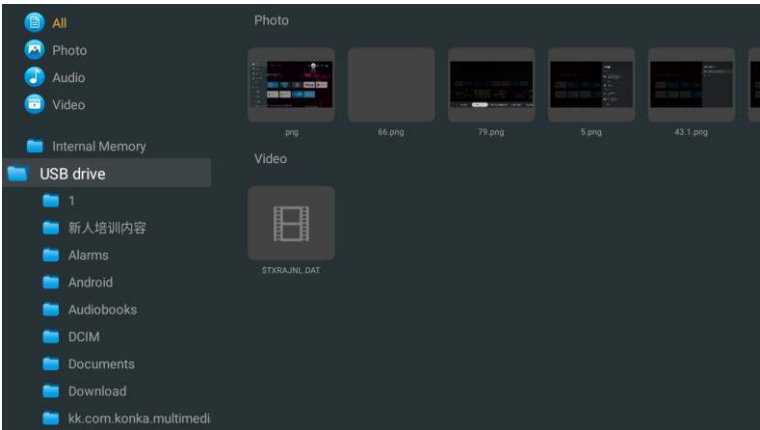 All
Photo
Audio
Video
Internal Memory
USB drive
1
新人培训内容
Alarms
Android
Audiobooks
DCIM
Documents
Download
kk.com.konka.multimedi
Photo
.png
66.png
79.png
5.png
43.1.png
Video
$TXRAJNL.DAT